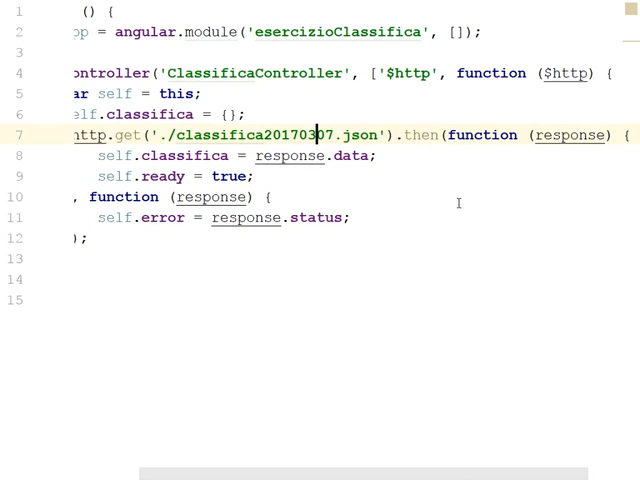 1 () {
2 pp = angular.module('esercizioClassifica', []);
3
4 ontroller('ClassificaController', ['$http', function ($http) {
5 ar self = this;
6 elf.classifica = {};
7 http.get('./classifica20170307.json').then(function (response) {
8 self.classifica = response.data;
9 self.ready = true;
10 , function (response) {
11 self.error = response.status;
12 );
13
14
15